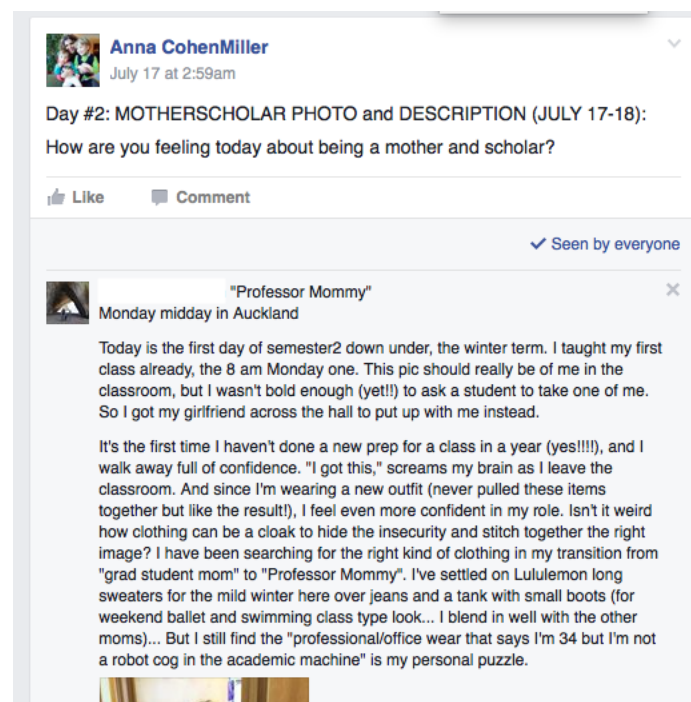 Anna CohenMiller
July 17 at 2:59am
Day #2: MOTHERSCHOLAR PHOTO and DESCRIPTION (JULY 17-18):
How are you feeling today about being a mother and scholar?
Like Comment
Seen by everyone
"Professor Mommy"
Monday midday in Auckland
Today is the first day of semester2 down under, the winter term. I taught my first
class already, the 8 am Monday one. This pic should really be of me in the
classroom, but I wasn't bold enough (yet!!) to ask a student to take one of me.
So I got my girlfriend across the hall to put up with me instead.
It's the first time I haven't done a new prep for a class in a year (yes!!!!), and I
walk away full of confidence. "I got this," screams my brain as I leave the
classroom. And since I'm wearing a new outfit (never pulled these items
together but like the result!), I feel even more confident in my role. Isn't it weird
how clothing can be a cloak to hide the insecurity and stitch together the right
image? I have been searching for the right kind of clothing in my transition from
"grad student mom" to "Professor Mommy". I've settled on Lululemon long
sweaters for the mild winter here over jeans and a tank with small boots (for
weekend ballet and swimming class type look... I blend in well with the other
moms)... But I still find the "professional/office wear that says I'm 34 but I'm not
a robot cog in the academic machine" is my personal puzzle.